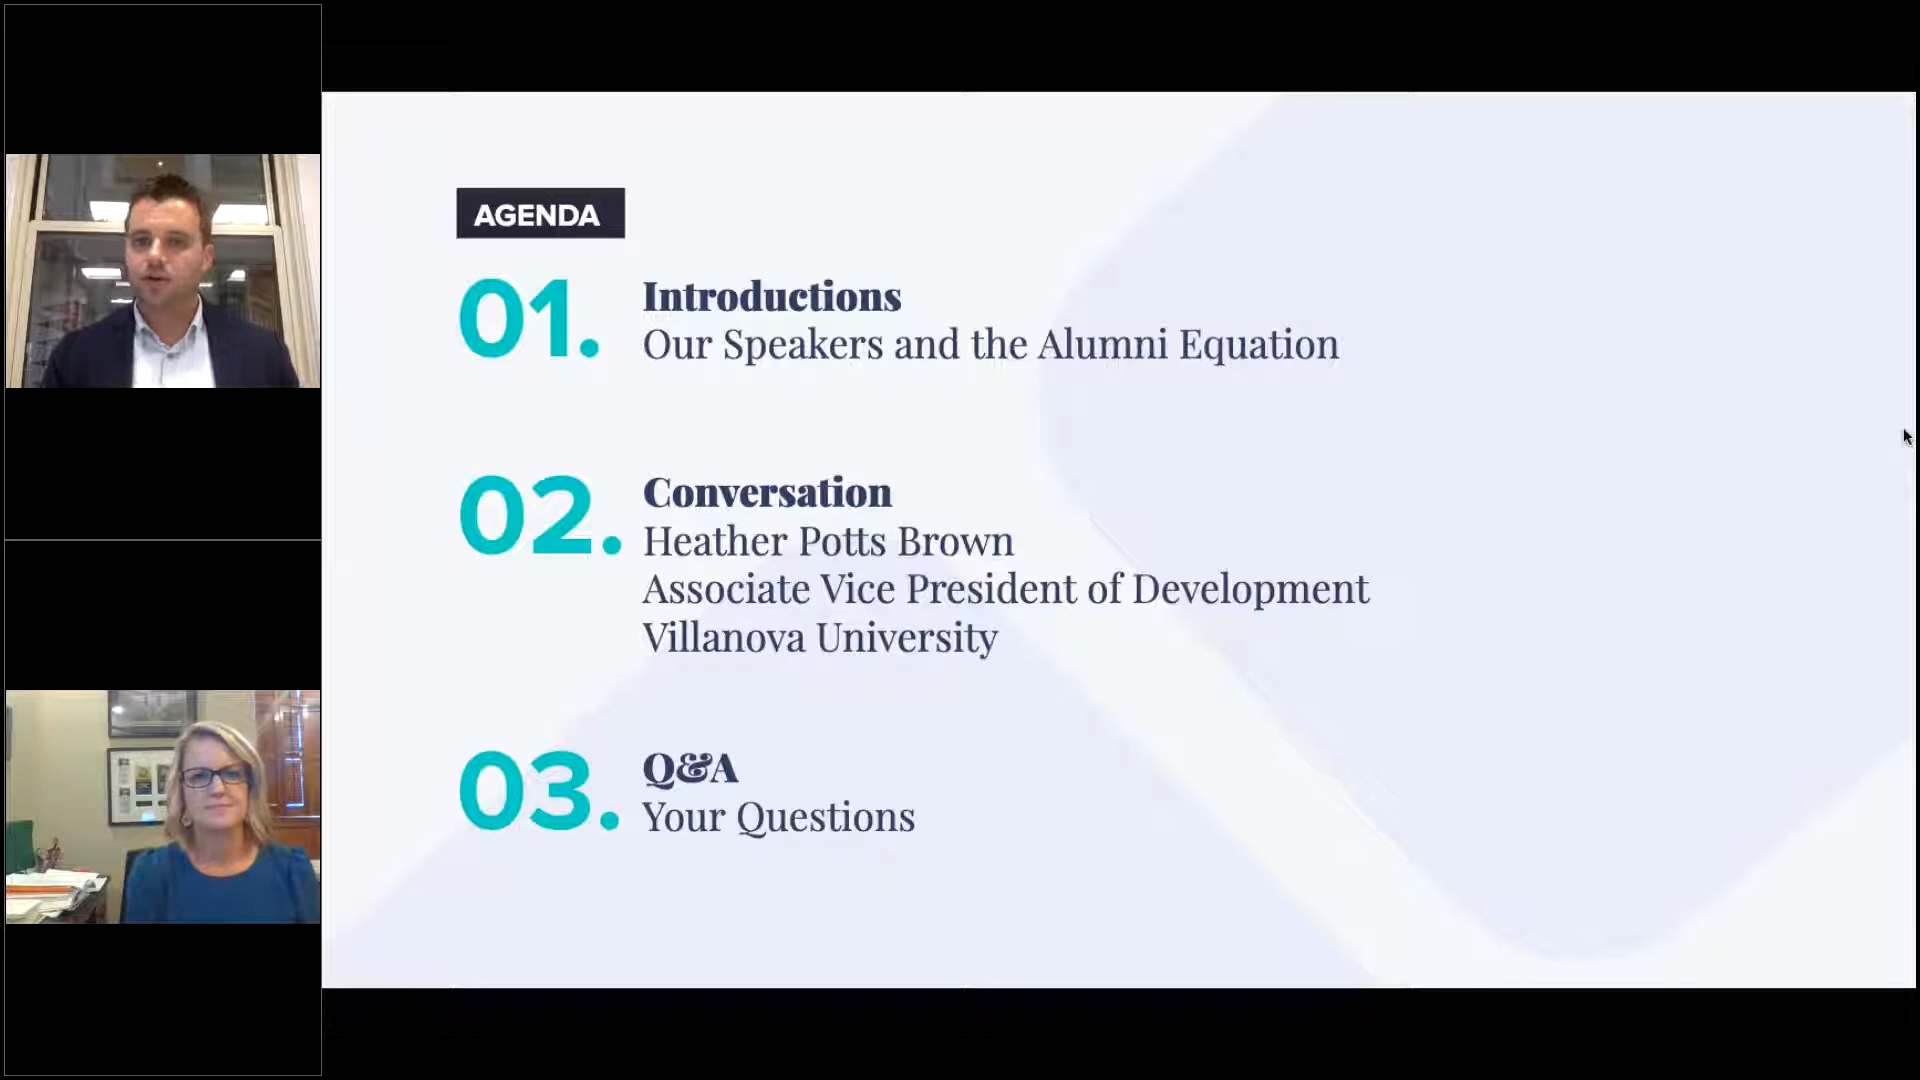 AGENDA
01.
Introductions
Our Speakers and the Alumni Equation
02.
Conversation
Heather Potts Brown
Associate Vice President of Development
Villanova University
03.
Q&A
Your Questions